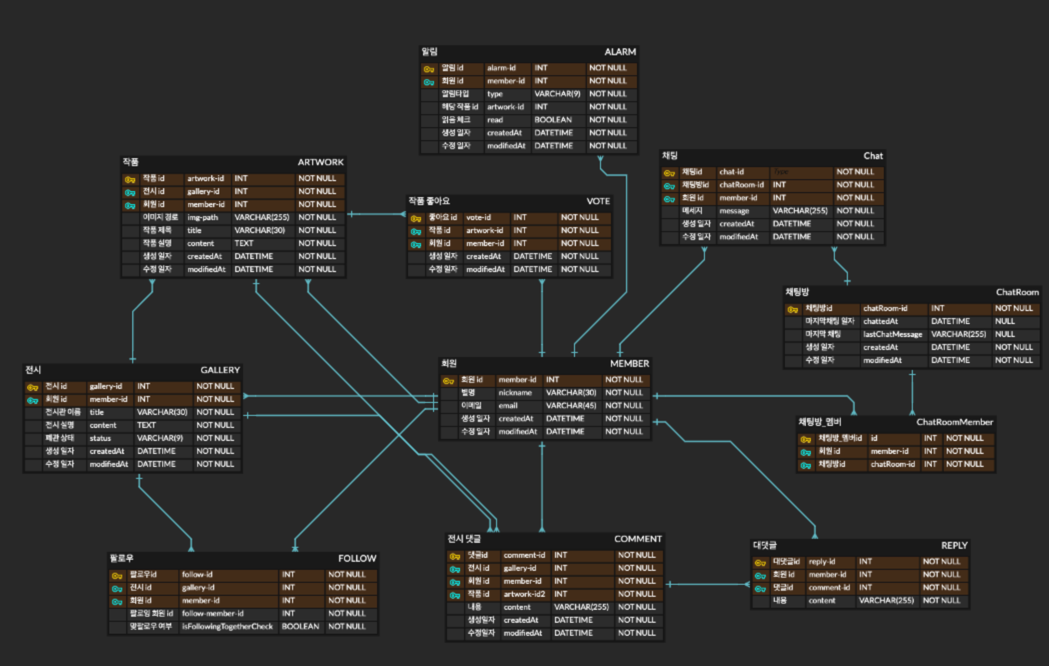 알림 ALARM
알림 id alarm-id INT NOT NULL
회원 id member-id INT NOT NULL
알림타입 type VARCHAR(9) NOT NULL
해당 작품 id artwork-id INT NOT NULL
읽음 체크 read BOOLEAN NOT NULL
생성 일자 createdAt DATETIME NOT NULL
수정 일자 modifiedAt DATETIME NOT NULL
작품 ARTWORK
작품 id artwork-id INT NOT NULL
전시 id gallery-id INT NOT NULL
회원 id member-id INT NOT NULL
이미지 경로 img-path VARCHAR(255) NOT NULL
작품 제목 title VARCHAR(30) NOT NULL
작품 설명 content TEXT NOT NULL
생성 일자 createdAt DATETIME NOT NULL
수정 일자 modifiedAt DATETIME NOT NULL
작품 좋아요 VOTE
좋아요 id vote-id INT NOT NULL
작품 id artwork-id INT NOT NULL
회원 id member-id INT NOT NULL
생성 일자 createdAt DATETIME NOT NULL
수정 일자 modifiedAt DATETIME NOT NULL
채팅 Chat
채팅id chat-id Type NOT NULL
채팅방id chatRoom-id INT NOT NULL
회원 id member-id INT NOT NULL
메세지 message VARCHAR(255) NOT NULL
생성 일자 createdAt DATETIME NOT NULL
수정 일자 modifiedAt DATETIME NOT NULL
채팅방 ChatRoom
채팅방id chatRoom-id INT NOT NULL
마지막채팅 일자 chattedAt DATETIME NULL
마지막 채팅 lastChatMessage VARCHAR(255) NULL
생성 일자 createdAt DATETIME NOT NULL
수정 일자 modifiedAt DATETIME NOT NULL
전시 GALLERY
전시 id gallery-id INT NOT NULL
회원 id member-id INT NOT NULL
전시관 이름 title VARCHAR(30) NOT NULL
전시 설명 content TEXT NOT NULL
폐관 상태 status VARCHAR(9) NOT NULL
생성 일자 createdAt DATETIME NOT NULL
수정 일자 modifiedAt DATETIME NOT NULL
회원 MEMBER
회원 id member-id INT NOT NULL
별명 nickname VARCHAR(30) NOT NULL
이메일 email VARCHAR(45) NOT NULL
생성 일자 createdAt DATETIME NOT NULL
수정 일자 modifiedAt DATETIME NOT NULL
채팅방_멤버 ChatRoomMember
채팅방_멤버id id INT NOT NULL
회원 id member-id INT NOT NULL
채팅방id chatRoom-id INT NOT NULL
팔로우 FOLLOW
팔로우id follow-id INT NOT NULL
전시 id gallery-id INT NOT NULL
회원 id member-id INT NOT NULL
팔로잉 회원 id follow-member-id INT NOT NULL
맞팔로우 여부 isFollowingTogetherCheck BOOLEAN NOT NULL
전시 댓글 COMMENT
댓글id comment-id INT NOT NULL
전시 id gallery-id INT NOT NULL
회원 id member-id INT NOT NULL
작품 id artwork-id2 INT NOT NULL
내용 content VARCHAR(255) NOT NULL
생성일자 createdAt DATETIME NOT NULL
수정일자 modifiedAt DATETIME NOT NULL
대댓글 REPLY
대댓글id reply-id INT NOT NULL
회원 id member-id INT NOT NULL
댓글id comment-id INT NOT NULL
내용 content VARCHAR(255) NOT NULL